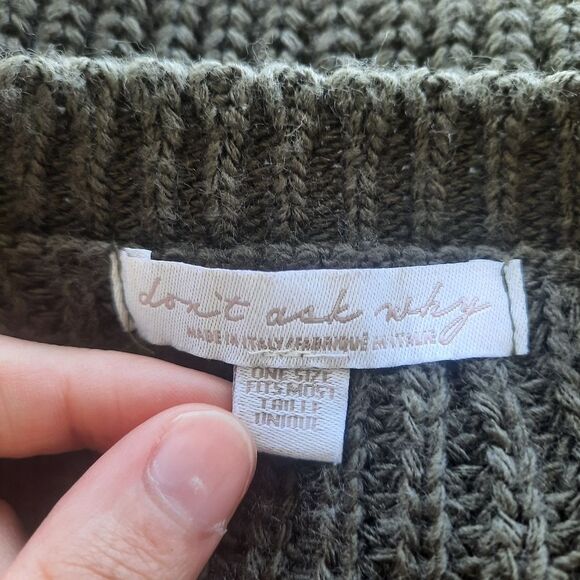 don't ask why
MADE IN ITALY/FABRIQUÉ EN ITALIE
ONE SIZE
FITS MOST
TAILLE
UNIQUE